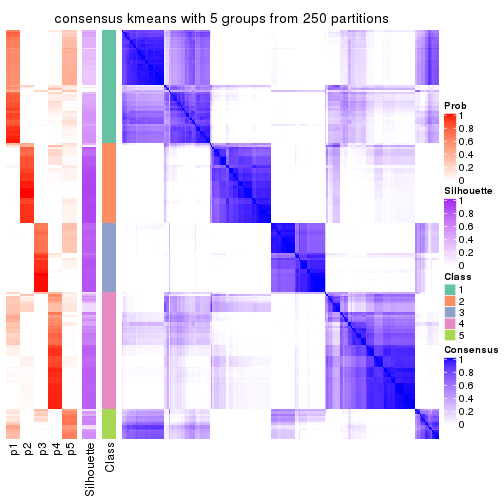 consensus kmeans with 5 groups from 250 partitions
Prob
1
0.8
0.6
0.4
0.2
0
Silhouette
1
0.8
0.6
0.4
0.2
0
Class
1
2
3
4
5
Consensus
1
0.8
0.6
0.4
0.2
0
p1
p2
p3
p4
p5
Silhouette
Class